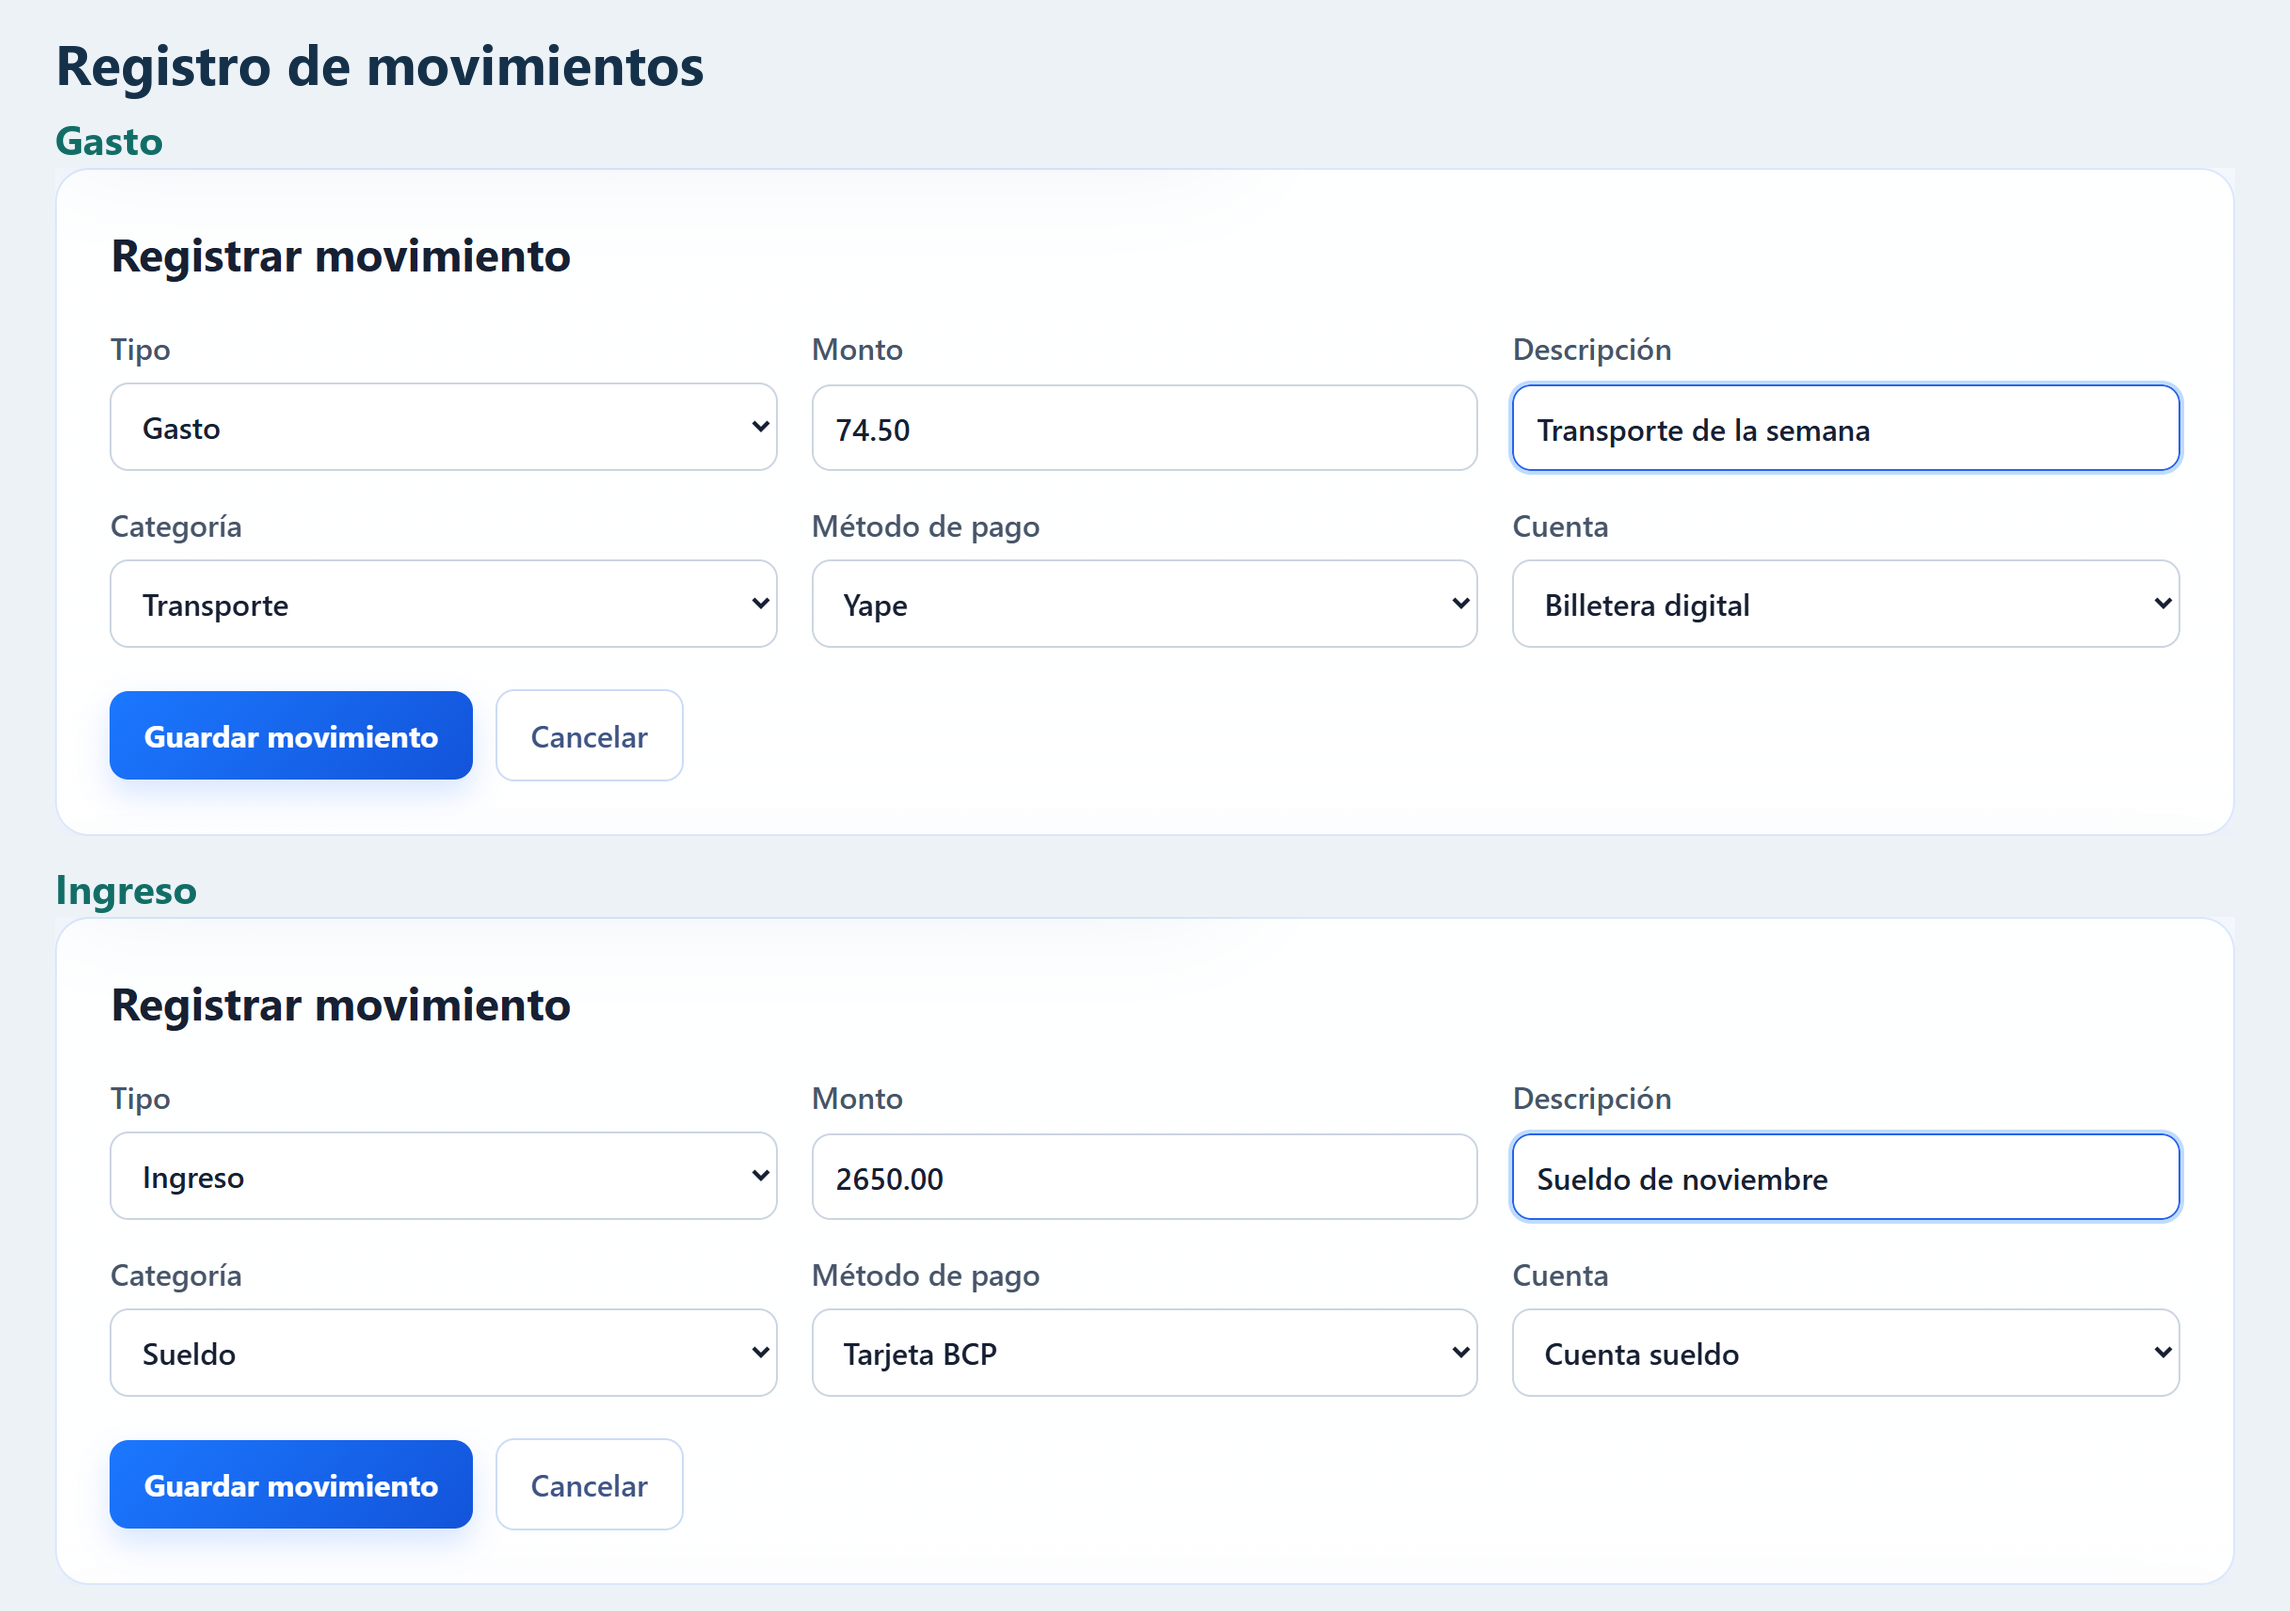 Registro de movimientos
Gasto
Registrar movimiento
Tipo Monto Descripción
Gasto 74.50 Transporte de la semana
Categoría Método de pago Cuenta
Transporte Yape Billetera digital
Guardar movimiento Cancelar
Ingreso
Registrar movimiento
Tipo Monto Descripción
Ingreso 2650.00 Sueldo de noviembre
Categoría Método de pago Cuenta
Sueldo Tarjeta BCP Cuenta sueldo
Guardar movimiento Cancelar